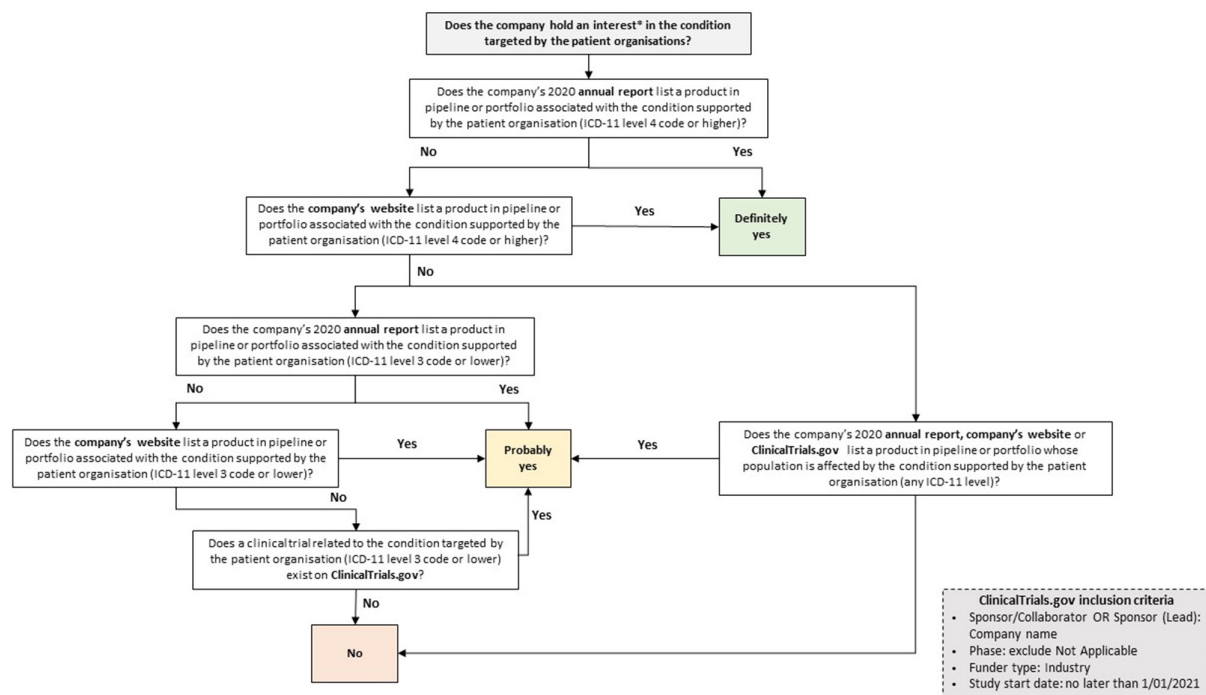 Does the company hold an interest* in the condition
targeted by the patient organisations?
Does the company's 2020 annual report list a product in
pipeline or portfolio associated with the condition supported
by the patient organisation (ICD-11 level 4 code or higher)?
No
Yes
Does the company's website list a product in pipeline or
portfolio associated with the condition supported by the
patient organisation (ICD-11 level 4 code or higher)?
Yes
Definitely
yes
No
Does the company's 2020 annual report list a product in
pipeline or portfolio associated with the condition supported
by the patient organisation (ICD-11 level 3 code or lower)?
No
Yes
Does the company's website list a product in pipeline or
portfolio associated with the condition supported by the
patient organisation (ICD-11 level 3 code or lower)?
Yes
Probably
yes
Yes
Does the company's 2020 annual report, company's website or
ClinicalTrials.gov list a product in pipeline or portfolio whose
population is affected by the condition supported by the patient
organisation (any ICD-11 level)?
No
Yes
Does a clinical trial related to the condition targeted by
the patient organisation (ICD-11 level 3 code or lower)
exist on ClinicalTrials.gov?
No
No
ClinicalTrials.gov inclusion criteria
• Sponsor/Collaborator OR Sponsor (Lead):
Company name
• Phase: exclude Not Applicable
• Funder type: Industry
• Study start date: no later than 1/01/2021